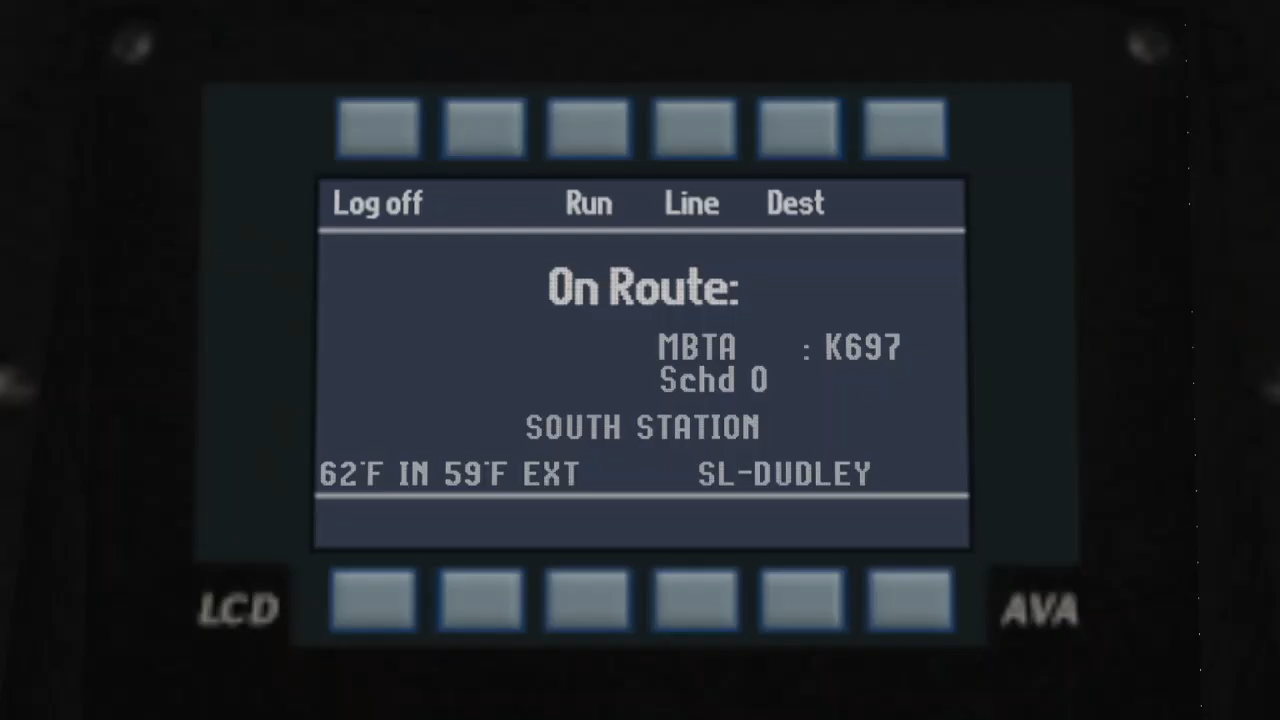 Log off Run Line Dest
On Route:
MBTA : K697
Schd 0
SOUTH STATION
62°F IN 59°F EXT SL-DUDLEY
LCD AVA